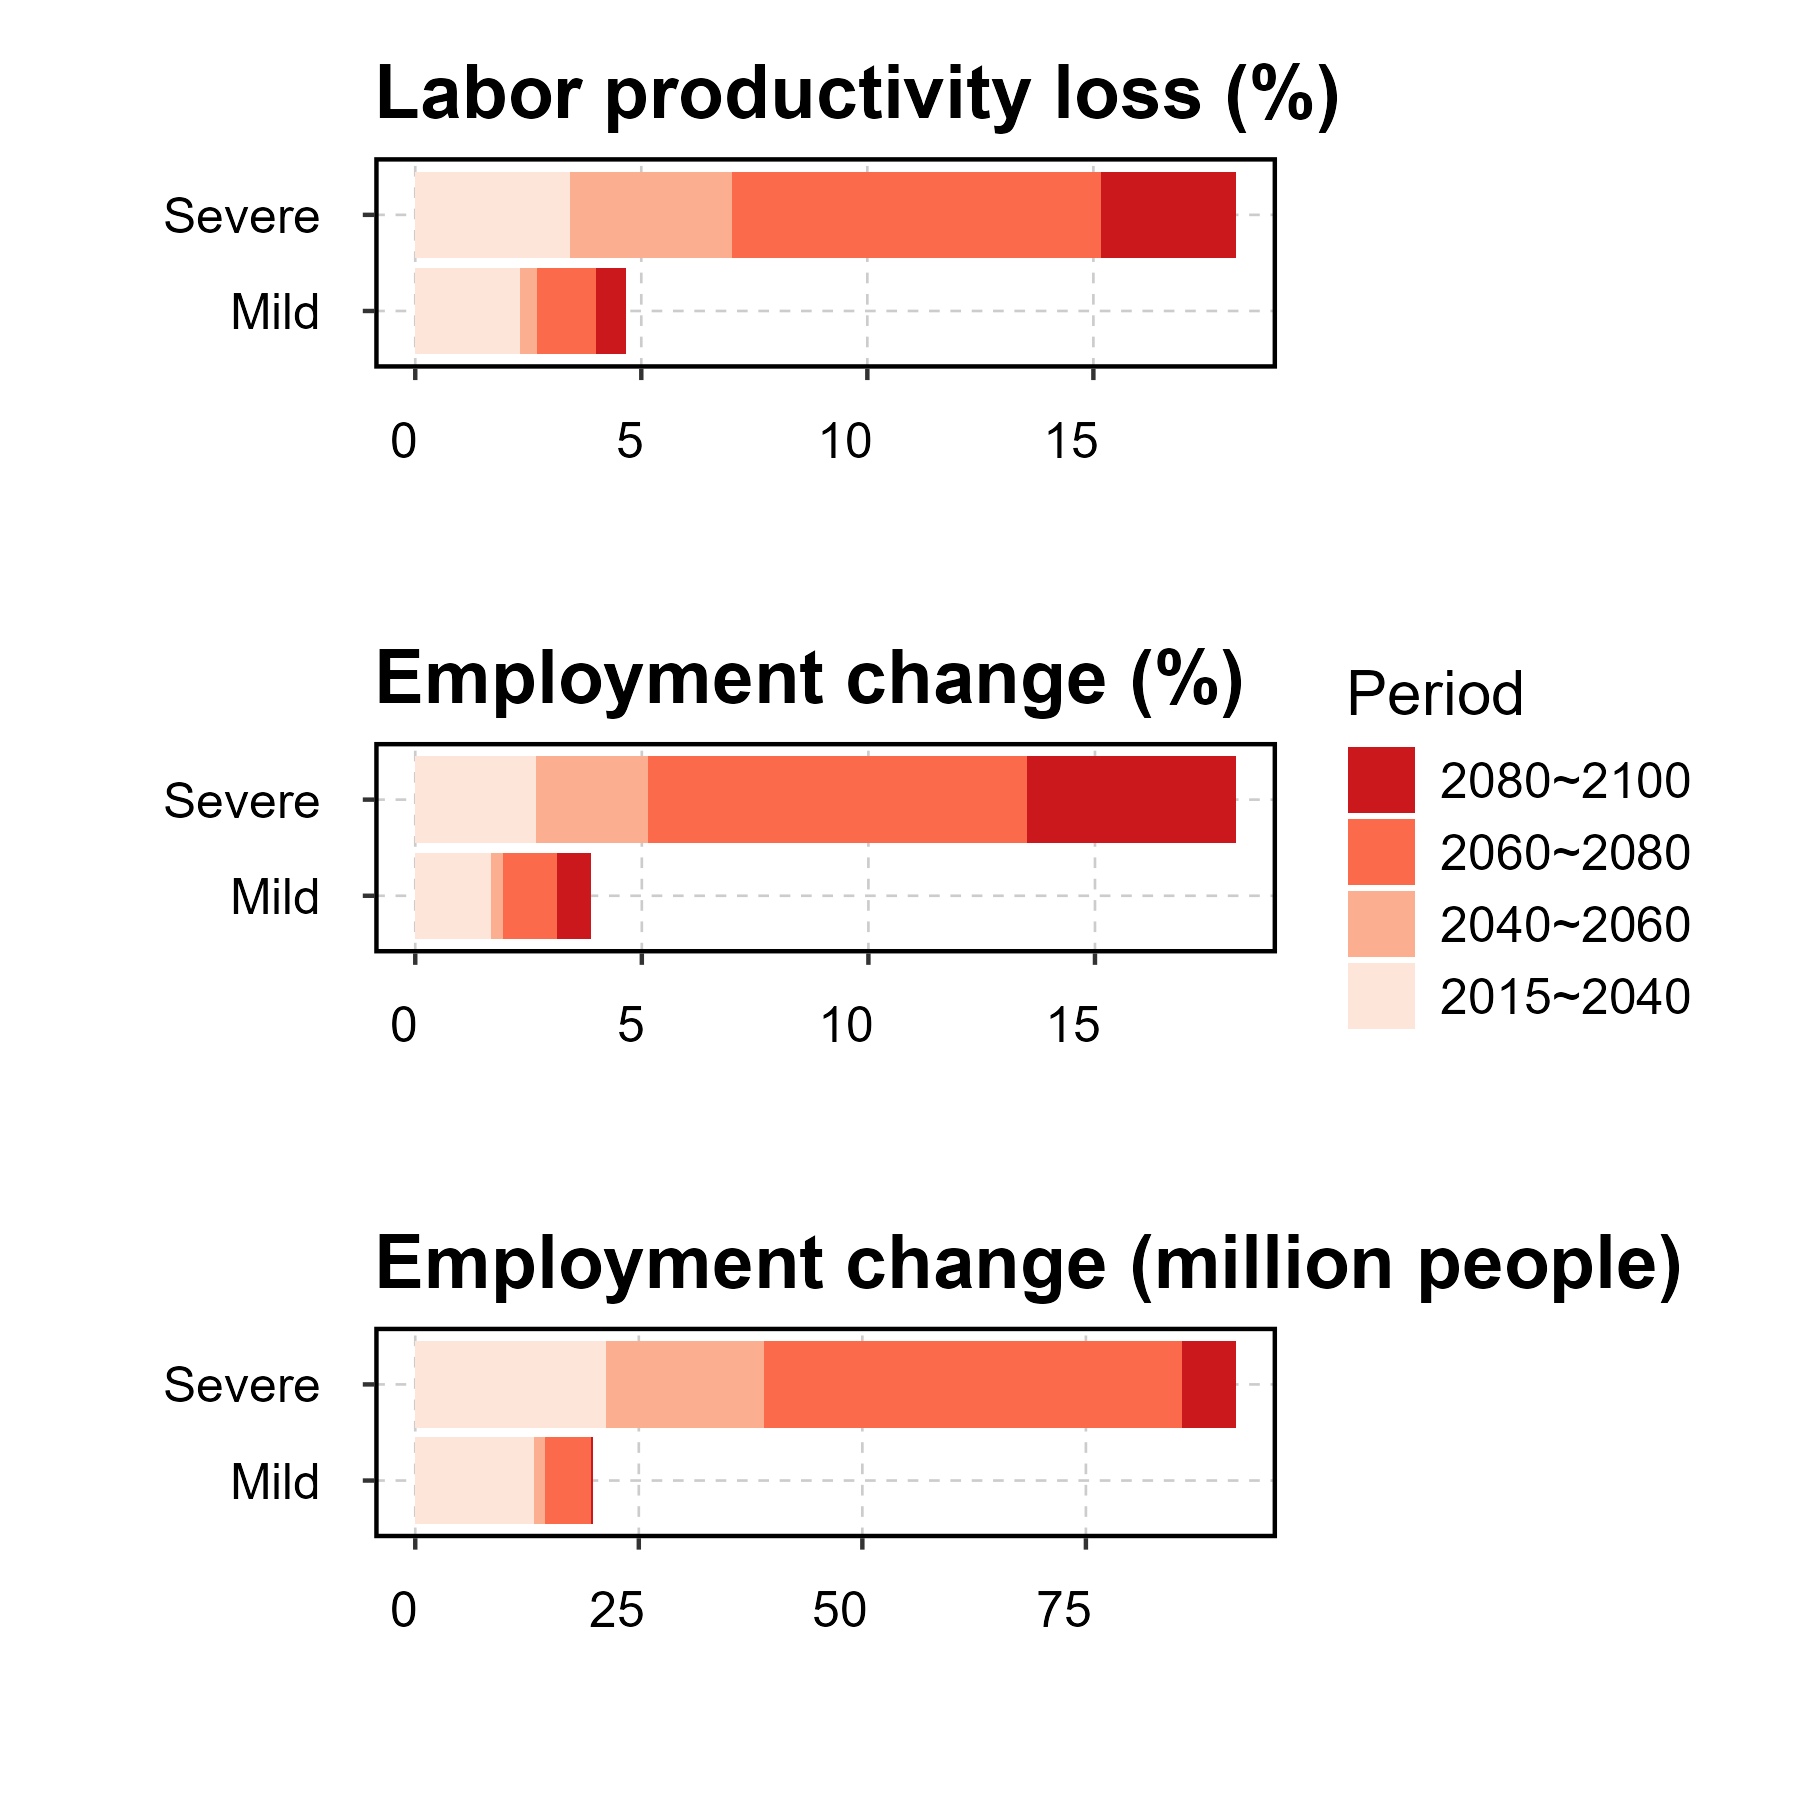 Labor productivity loss (%)
Severe
Mild
0 5 10 15
Employment change (%)
Severe
Mild
0 5 10 15
Period
2080~2100
2060~2080
2040~2060
2015~2040
Employment change (million people)
Severe
Mild
0 25 50 75